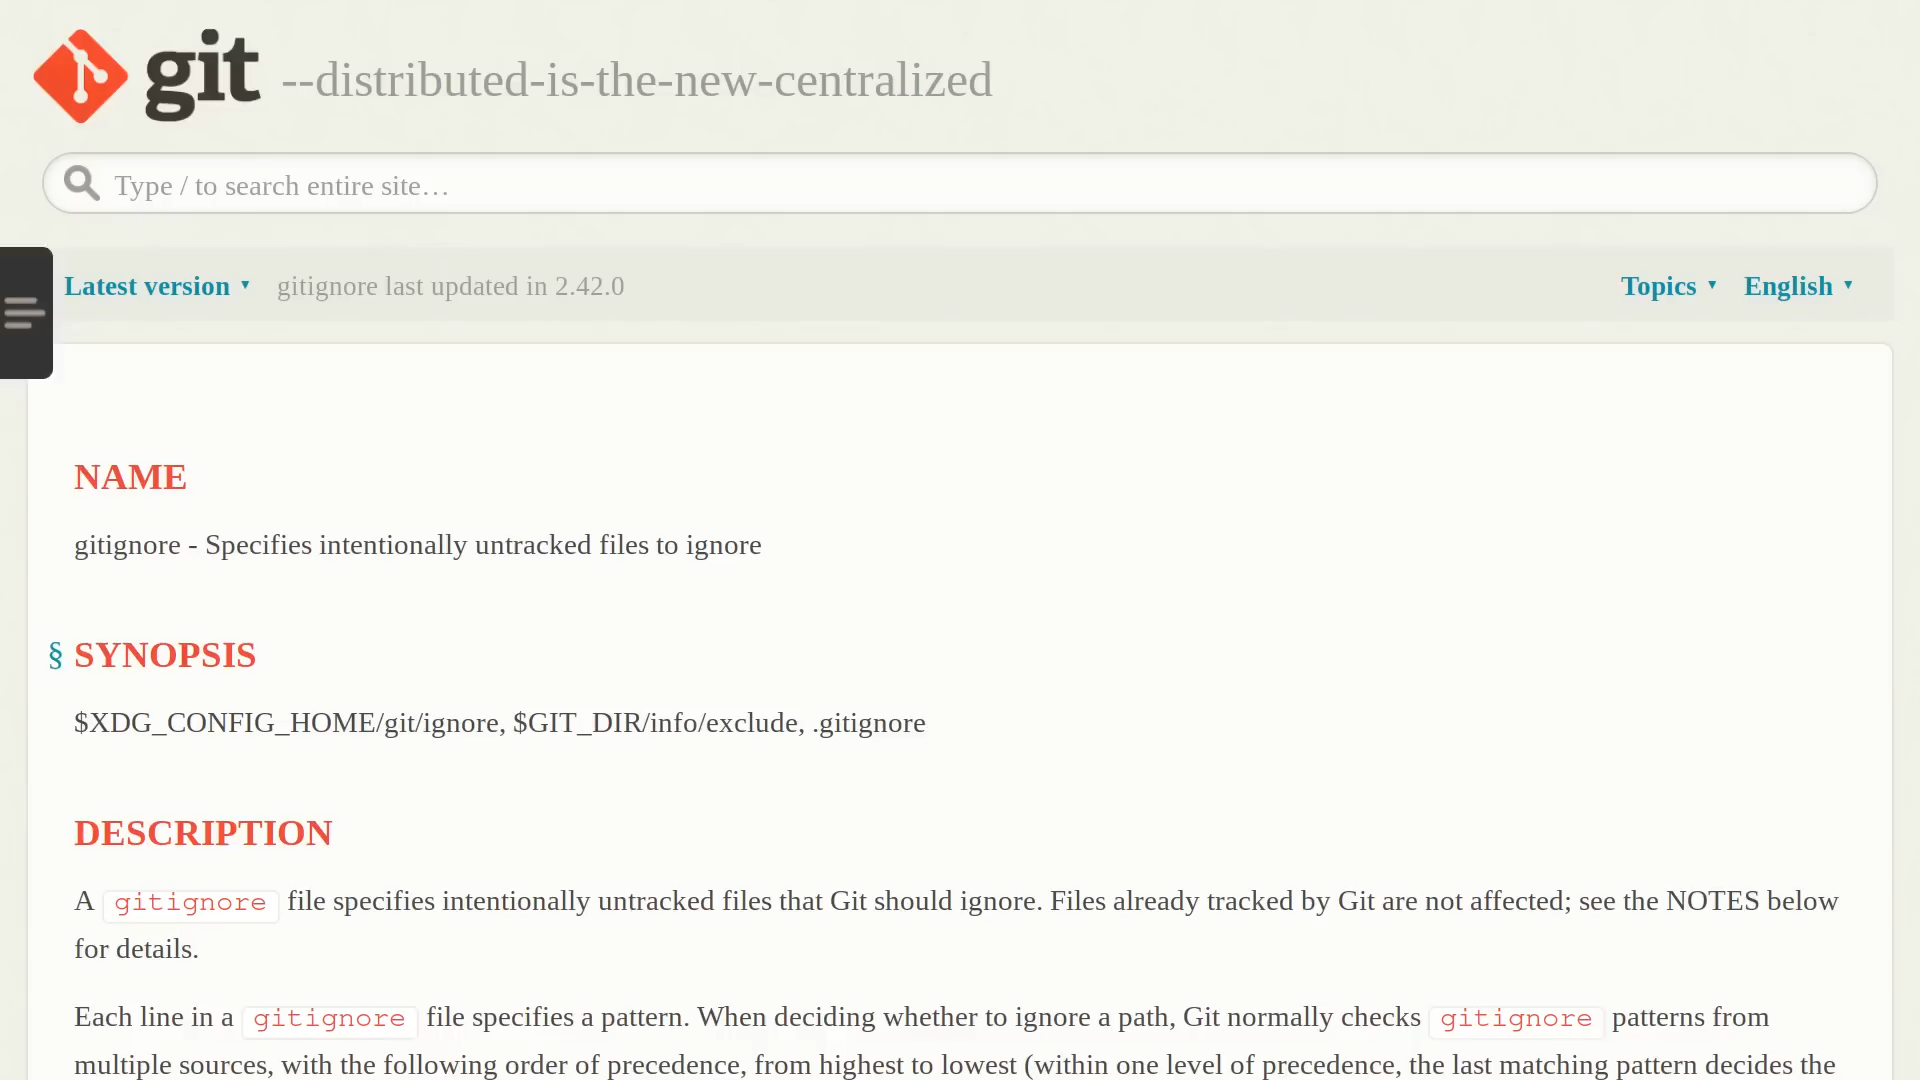 git --distributed-is-the-new-centralized
Type / to search entire site…
Latest version ▾ gitignore last updated in 2.42.0 Topics ▾ English ▾
NAME
gitignore - Specifies intentionally untracked files to ignore
§ SYNOPSIS
$XDG_CONFIG_HOME/git/ignore, $GIT_DIR/info/exclude, .gitignore
DESCRIPTION
A gitignore file specifies intentionally untracked files that Git should ignore. Files already tracked by Git are not affected; see the NOTES below
for details.
Each line in a gitignore file specifies a pattern. When deciding whether to ignore a path, Git normally checks gitignore patterns from
multiple sources, with the following order of precedence, from highest to lowest (within one level of precedence, the last matching pattern decides the